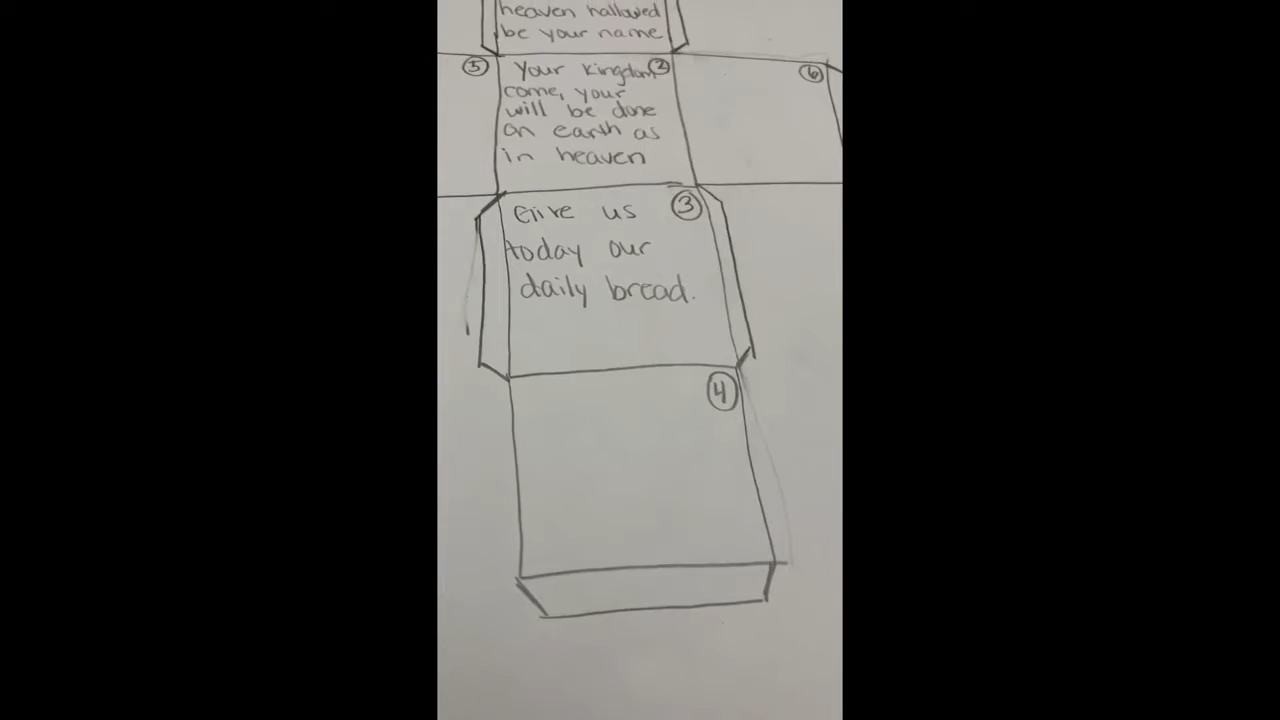 heaven hallowed
be your name
5
Your kingdom 2
come, your
will be done
on earth as
in heaven
6
Give us 3
today our
daily bread.
4